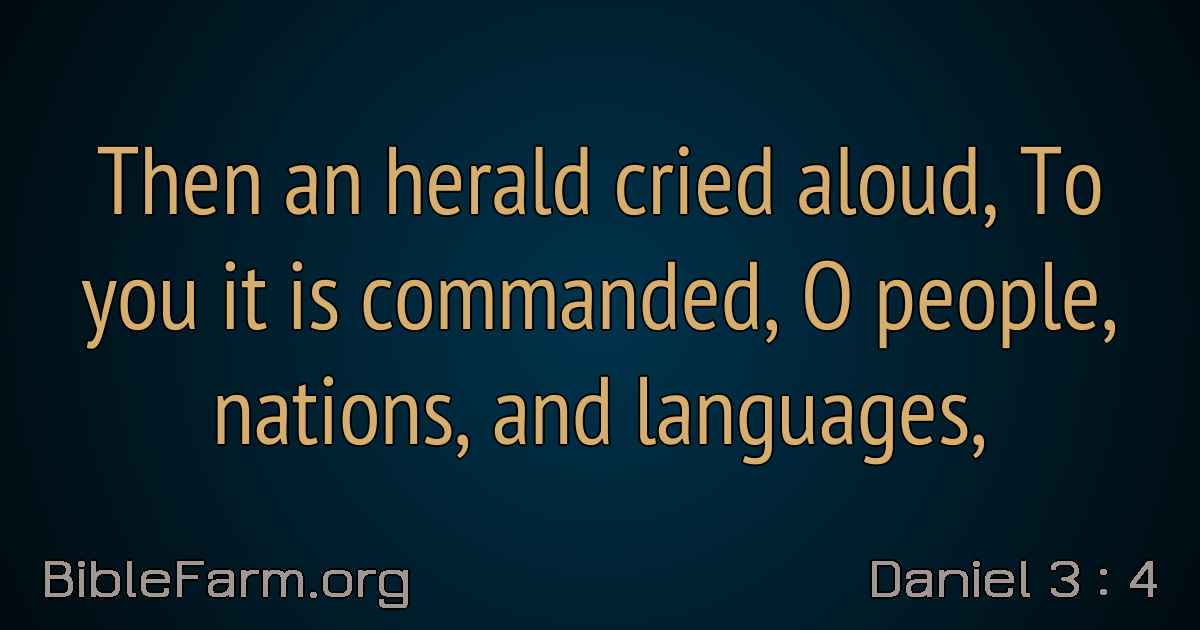 Then an herald cried aloud, To
you it is commanded, O people,
nations, and languages,
BibleFarm.org
Daniel 3 : 4